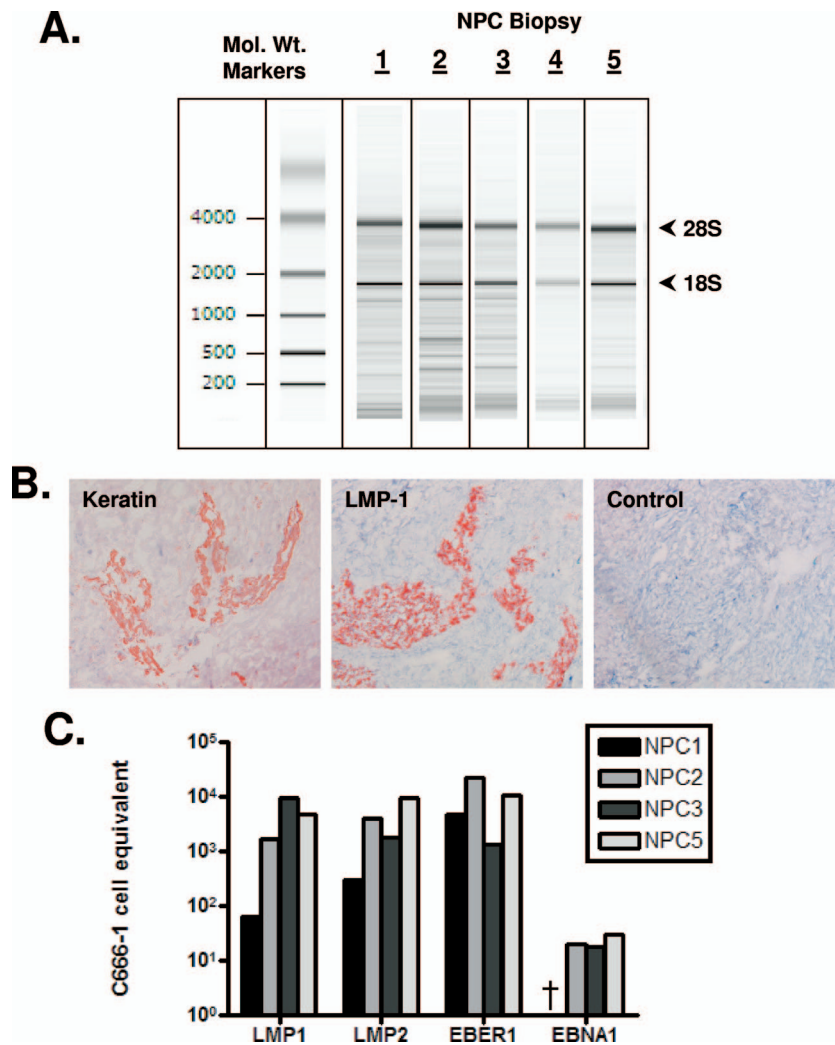 A.
NPC Biopsy
Mol. Wt.
Markers
1 2 3 4 5
4000
2000
1000
500
200
28S
18S
B.
Keratin
LMP-1
Control
C.
C666-1 cell equivalent
10⁵
10⁴
10³
10²
10¹
10⁰
†
LMP1 LMP2 EBER1 EBNA1
NPC1
NPC2
NPC3
NPC5